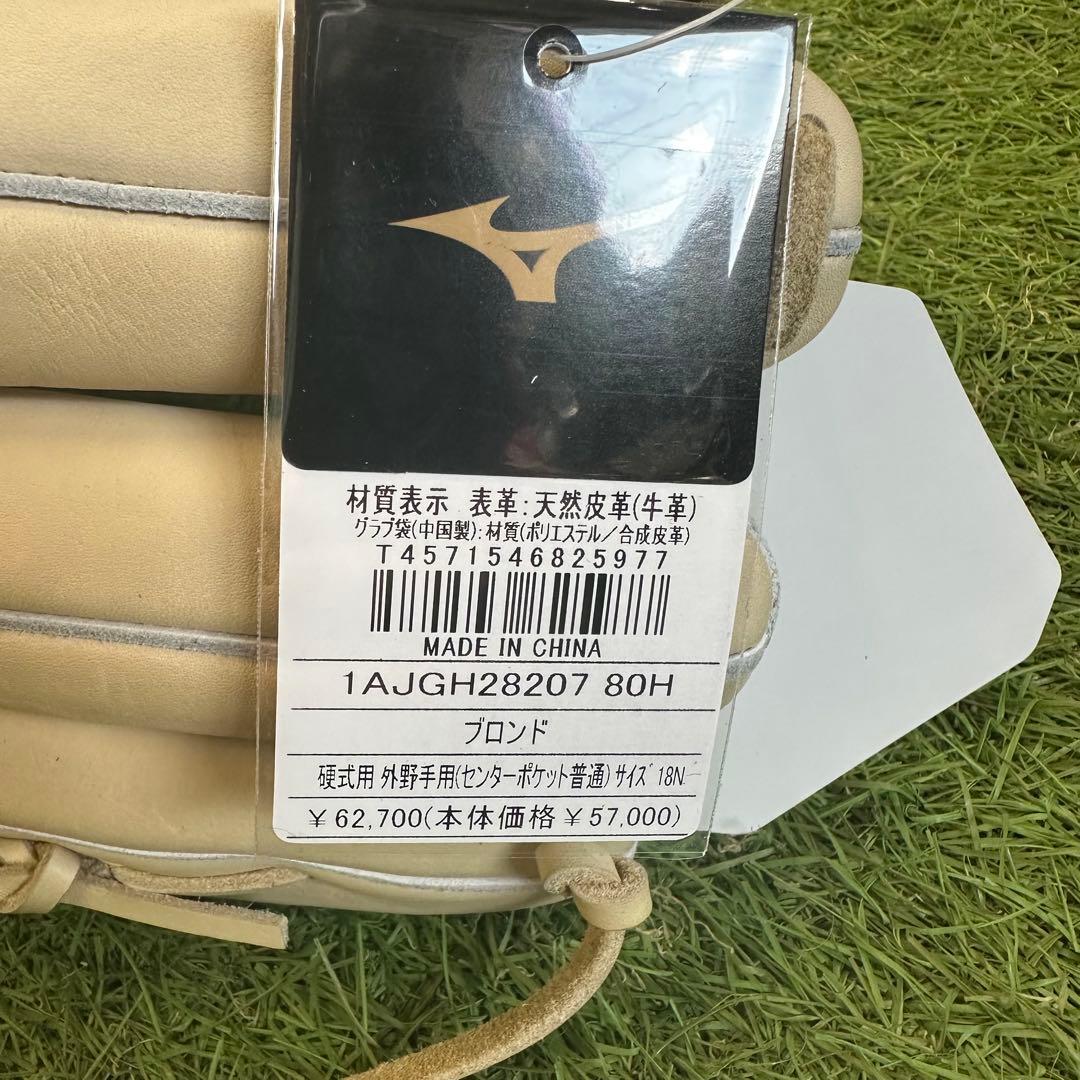 材質表示 表革:天然皮革(牛革)
グラブ袋(中国製):材質(ポリエステル/合成皮革)
T4571546825977
MADE IN CHINA
1AJGH28207 80H
ブロンド
硬式用 外野手用(センターポケット普通) サイズ 18N
¥62,700(本体価格¥57,000)